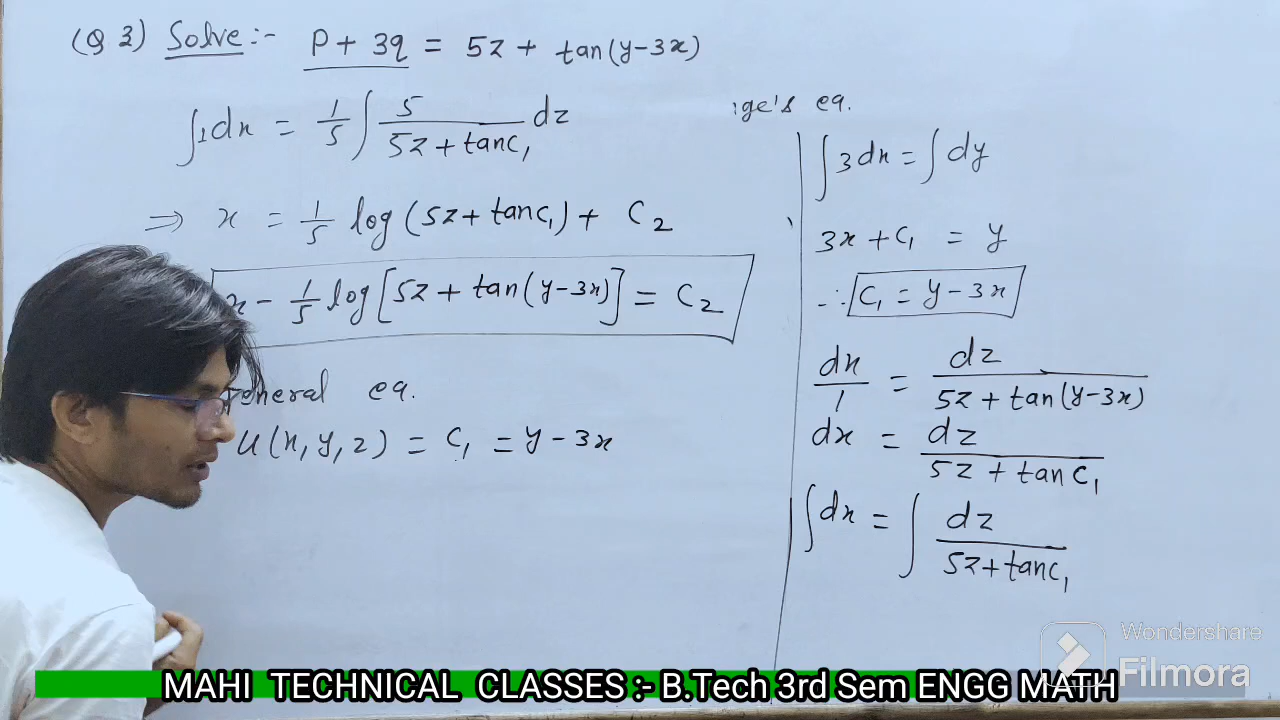 (Q 3) Solve :- P + 3q = 5z + tan(y-3x)
∫1dx = 1/5 ∫ 5/(5z + tanc₁) dz
⇒ x = 1/5 log (5z + tanc₁) + C₂
x - 1/5 log [5z + tan(y-3x)] = C₂
General eq.
u(x, y, z) = C₁ = y - 3x
ge's eq.
∫3dx = ∫dy
3x + C₁ = y
∴ C₁ = y - 3x
dx/1 = dz/(5z + tan(y-3x))
dx = dz/(5z + tan C₁)
∫dx = ∫ dz/(5z + tanc₁)
Wondershare
Filmora
MAHI TECHNICAL CLASSES :- B.Tech 3rd Sem ENGG MATH